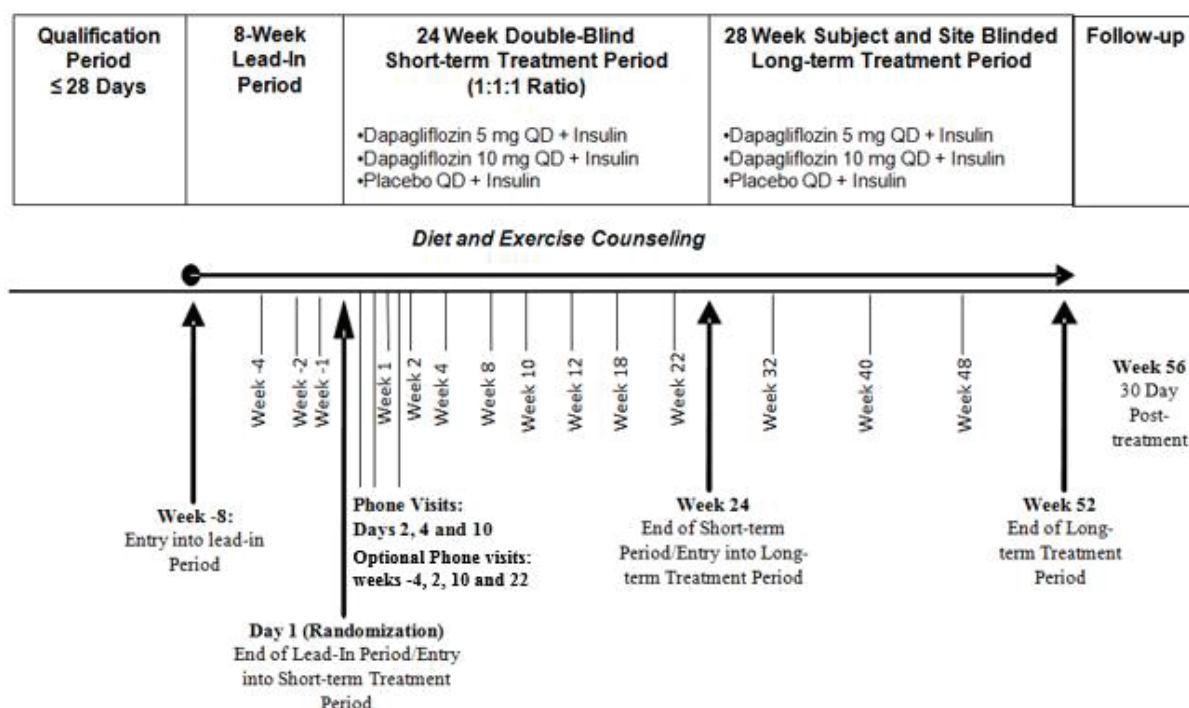 Qualification
Period
≤ 28 Days
8-Week
Lead-In
Period
24 Week Double-Blind
Short-term Treatment Period
(1:1:1 Ratio)
•Dapagliflozin 5 mg QD + Insulin
•Dapagliflozin 10 mg QD + Insulin
•Placebo QD + Insulin
28 Week Subject and Site Blinded
Long-term Treatment Period
•Dapagliflozin 5 mg QD + Insulin
•Dapagliflozin 10 mg QD + Insulin
•Placebo QD + Insulin
Follow-up
Diet and Exercise Counseling
Week -4
Week -2
Week -1
Week 1
Week 2
Week 4
Week 8
Week 10
Week 12
Week 18
Week 22
Week 32
Week 40
Week 48
Week 56
30 Day
Post-
treatment
Week -8:
Entry into lead-in
Period
Phone Visits:
Days 2, 4 and 10
Optional Phone visits:
weeks -4, 2, 10 and 22
Week 24
End of Short-term
Period/Entry into Long-
term Treatment Period
Week 52
End of Long-
term Treatment
Period
Day 1 (Randomization)
End of Lead-In Period/Entry
into Short-term Treatment
Period